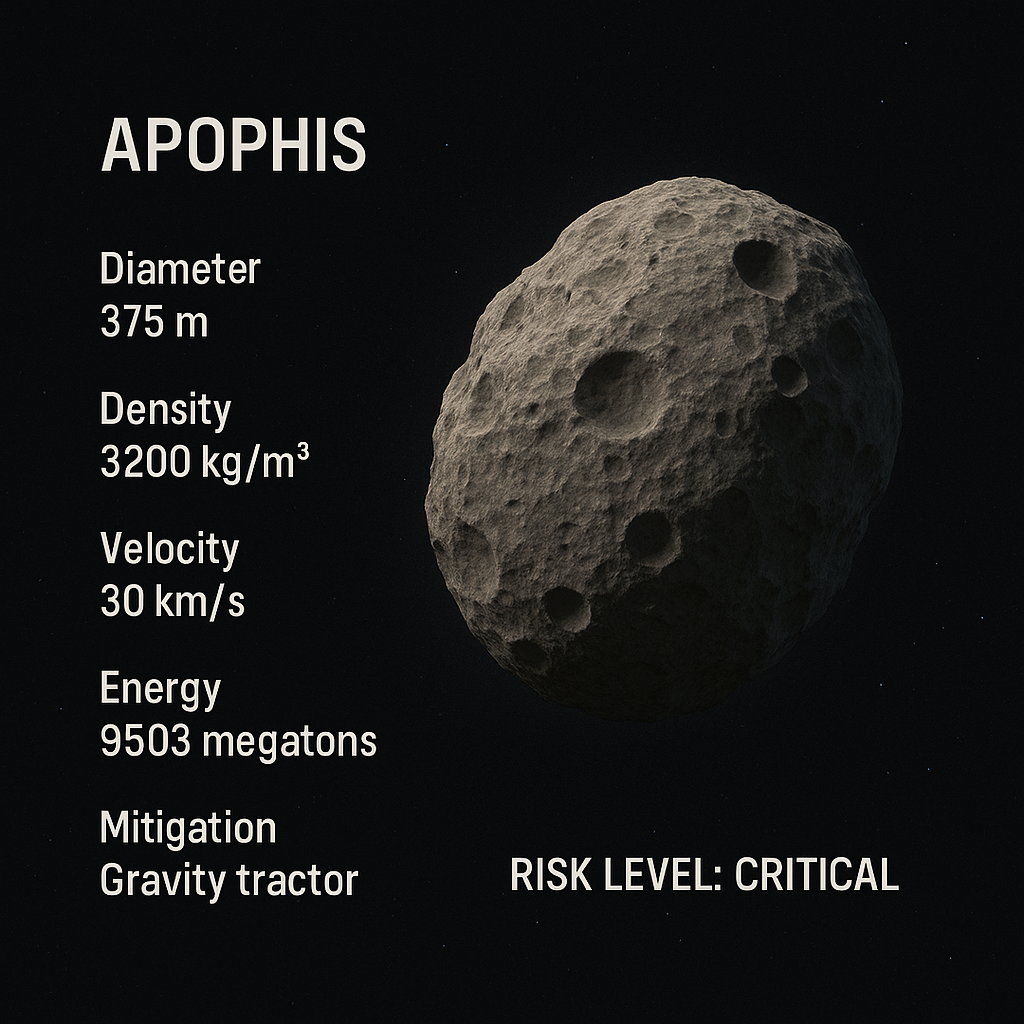 APOPHIS
Diameter
375 m
Density
3200 kg/m³
Velocity
30 km/s
Energy
9503 megatons
Mitigation
Gravity tractor
RISK LEVEL: CRITICAL